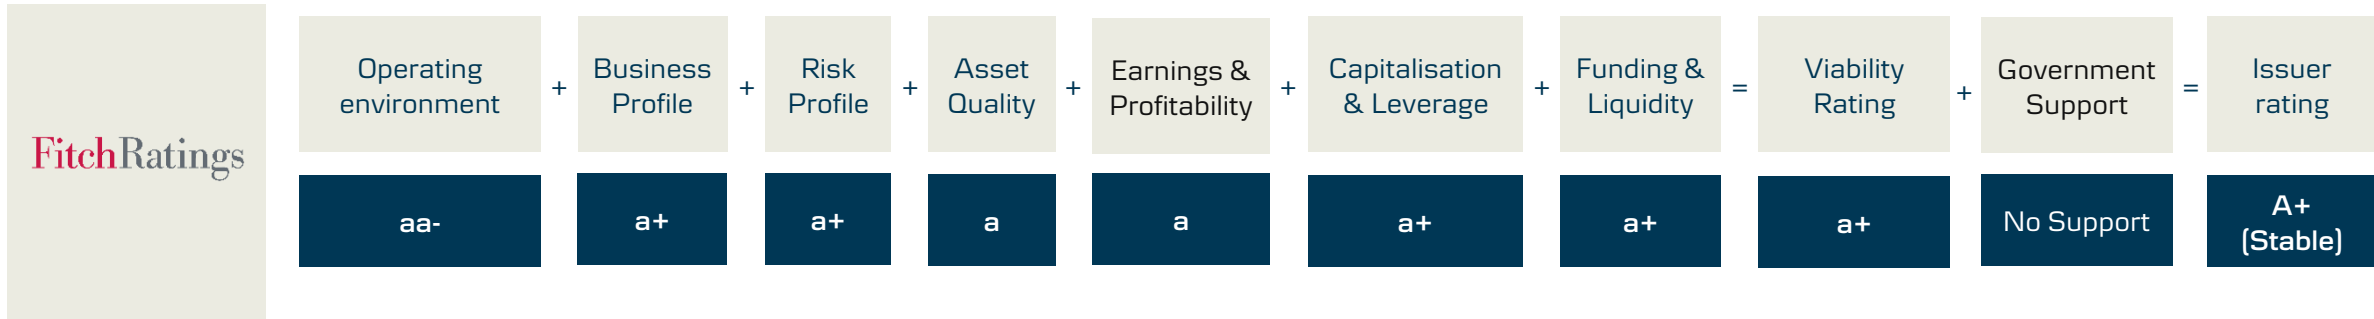 FitchRatings
Operating
environment
+
Business
Profile
+
Risk
Profile
+
Asset
Quality
+
Earnings &
Profitability
+
Capitalisation
& Leverage
+
Funding &
Liquidity
=
Viability
Rating
+
Government
Support
=
Issuer
rating
aa-
a+
a+
a
a
a+
a+
a+
No Support
A+
(Stable)